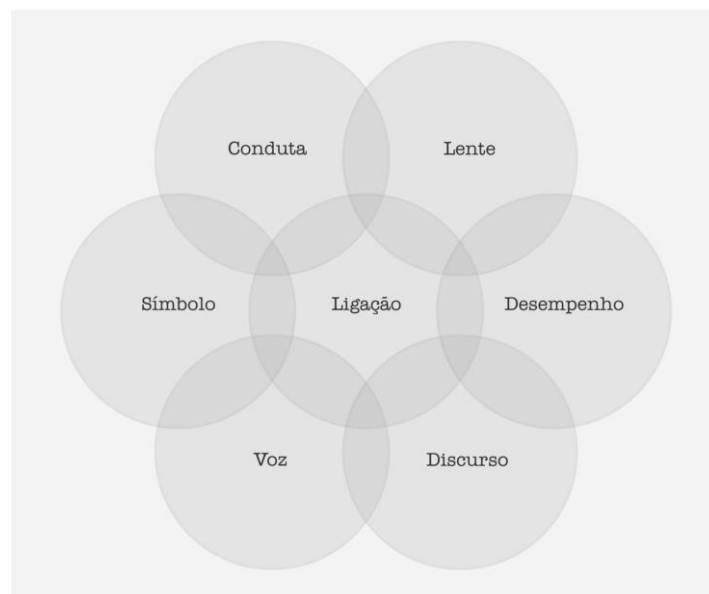 Conduta
Lente
Símbolo
Ligação
Desempenho
Voz
Discurso